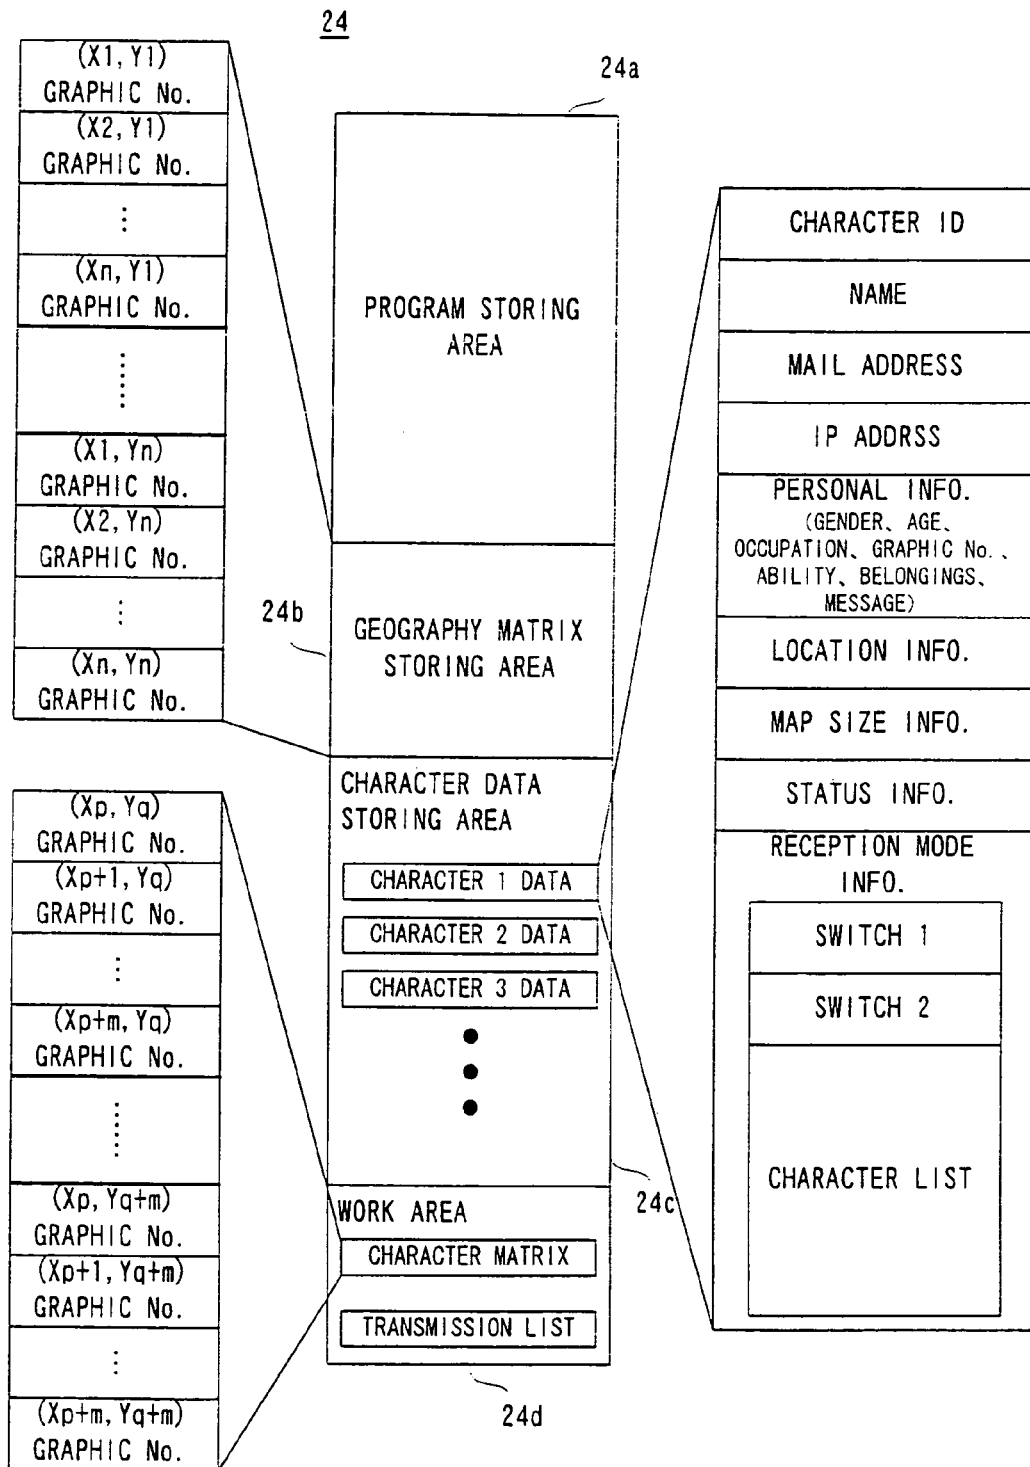 24
(X1, Y1)
GRAPHIC No.
(X2, Y1)
GRAPHIC No.
⋮
(Xn, Y1)
GRAPHIC No.
⋮
(X1, Yn)
GRAPHIC No.
(X2, Yn)
GRAPHIC No.
⋮
(Xn, Yn)
GRAPHIC No.
(Xp, Yq)
GRAPHIC No.
(Xp+1, Yq)
GRAPHIC No.
⋮
(Xp+m, Yq)
GRAPHIC No.
⋮
(Xp, Yq+m)
GRAPHIC No.
(Xp+1, Yq+m)
GRAPHIC No.
⋮
(Xp+m, Yq+m)
GRAPHIC No.
24a
PROGRAM STORING
AREA
24b
GEOGRAPHY MATRIX
STORING AREA
CHARACTER DATA
STORING AREA
CHARACTER 1 DATA
CHARACTER 2 DATA
CHARACTER 3 DATA
●
●
●
24c
WORK AREA
CHARACTER MATRIX
TRANSMISSION LIST
24d
CHARACTER ID
NAME
MAIL ADDRESS
IP ADDRSS
PERSONAL INFO.
(GENDER、AGE、
OCCUPATION、GRAPHIC No.、
ABILITY、BELONGINGS、
MESSAGE)
LOCATION INFO.
MAP SIZE INFO.
STATUS INFO.
RECEPTION MODE
INFO.
SWITCH 1
SWITCH 2
CHARACTER LIST